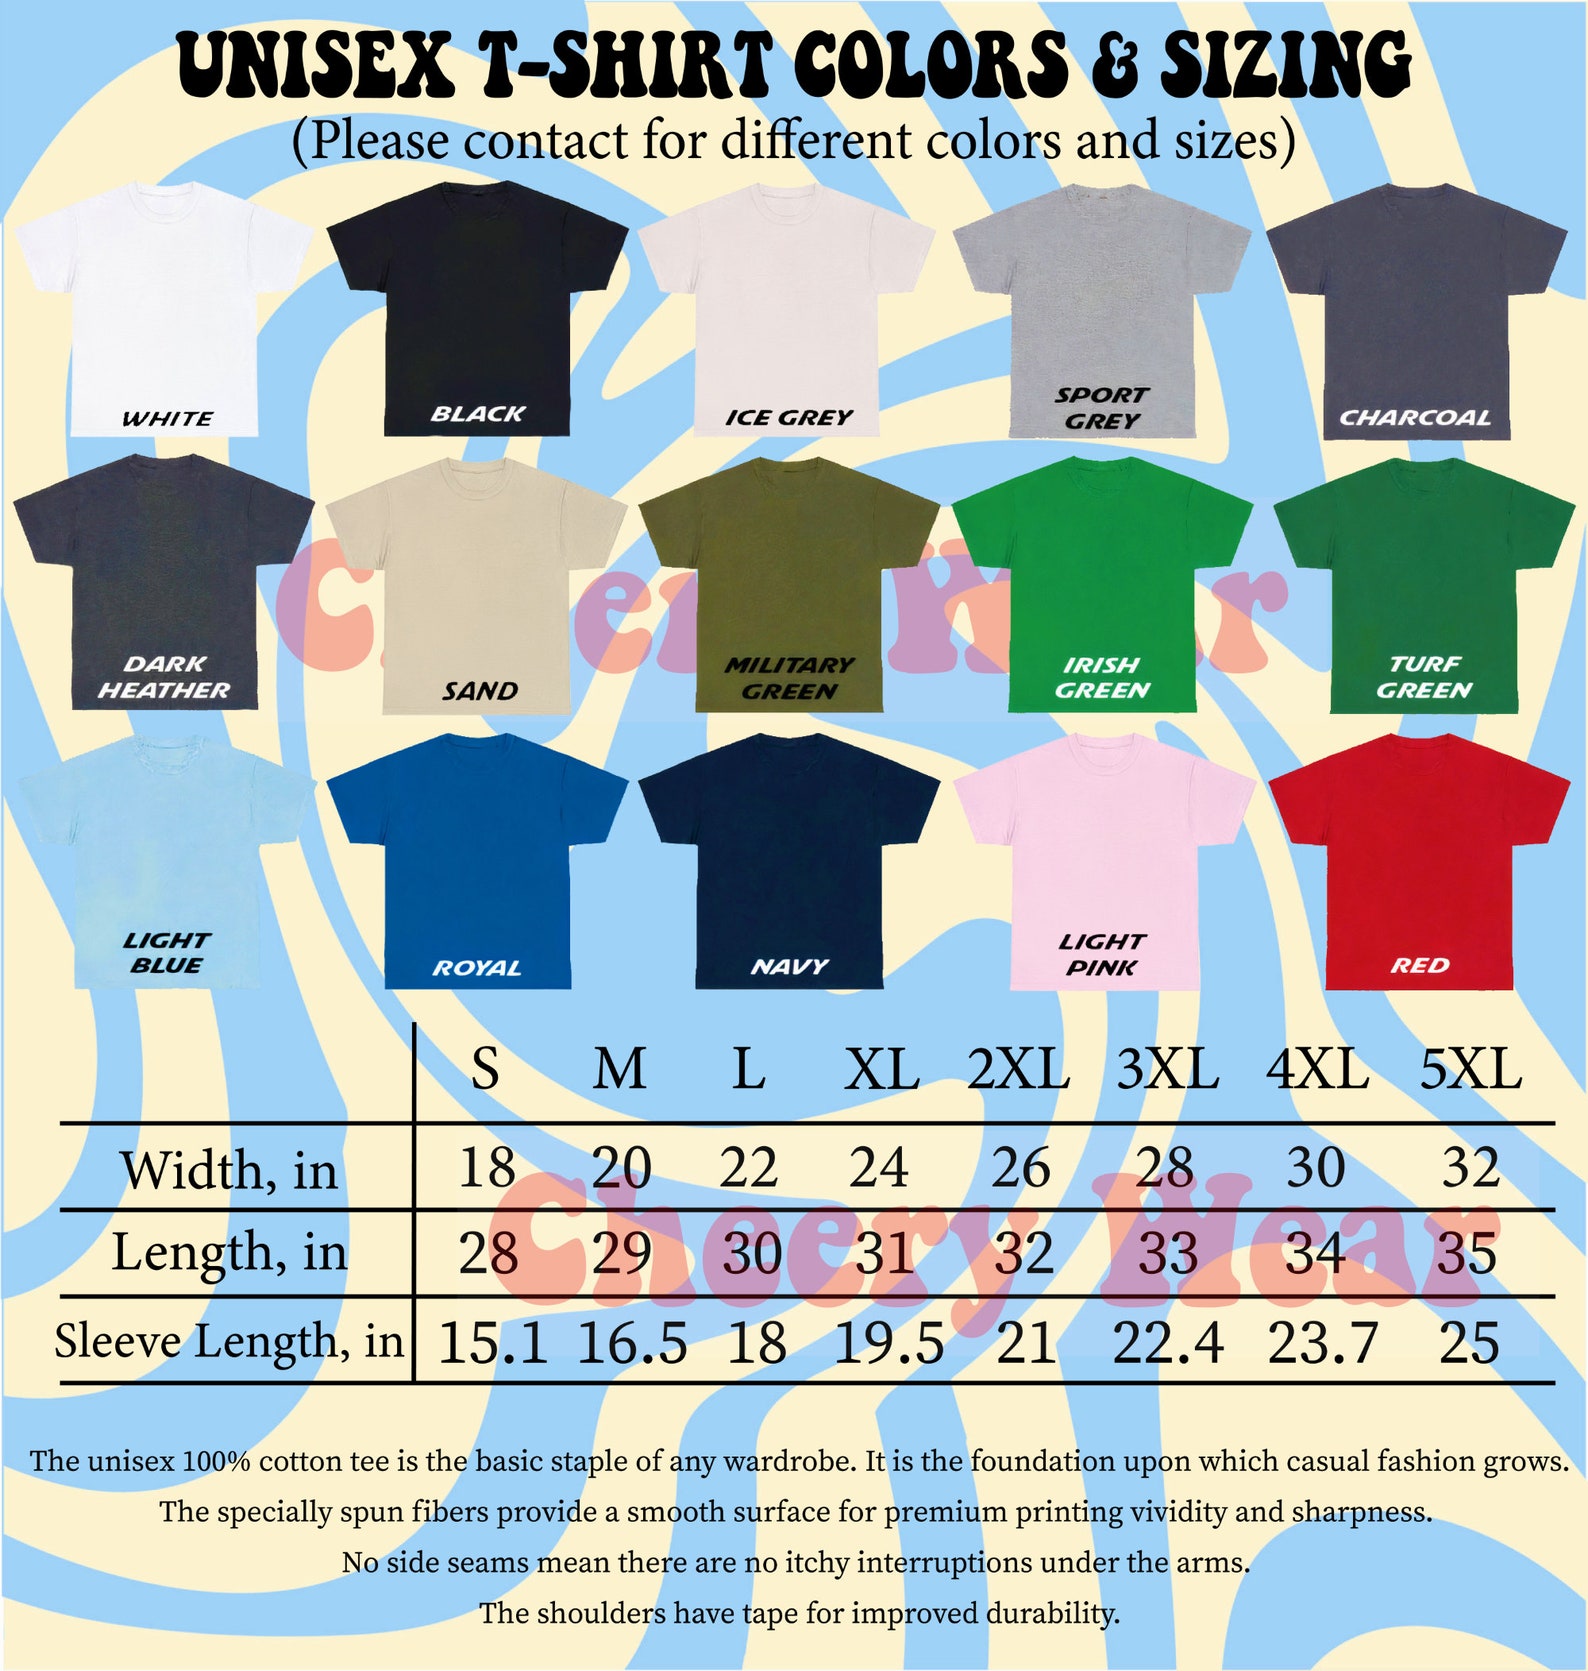 UNISEX T-SHIRT COLORS & SIZING
(Please contact for different colors and sizes)
WHITE
BLACK
ICE GREY
SPORT
GREY
CHARCOAL
DARK
HEATHER
SAND
MILITARY
GREEN
IRISH
GREEN
TURF
GREEN
LIGHT
BLUE
ROYAL
NAVY
LIGHT
PINK
RED
S M L XL 2XL 3XL 4XL 5XL
Width, in 18 20 22 24 26 28 30 32
Length, in 28 29 30 31 32 33 34 35
Cheery Wear
Sleeve Length, in 15.1 16.5 18 19.5 21 22.4 23.7 25
The unisex 100% cotton tee is the basic staple of any wardrobe. It is the foundation upon which casual fashion grows.
The specially spun fibers provide a smooth surface for premium printing vividity and sharpness.
No side seams mean there are no itchy interruptions under the arms.
The shoulders have tape for improved durability.